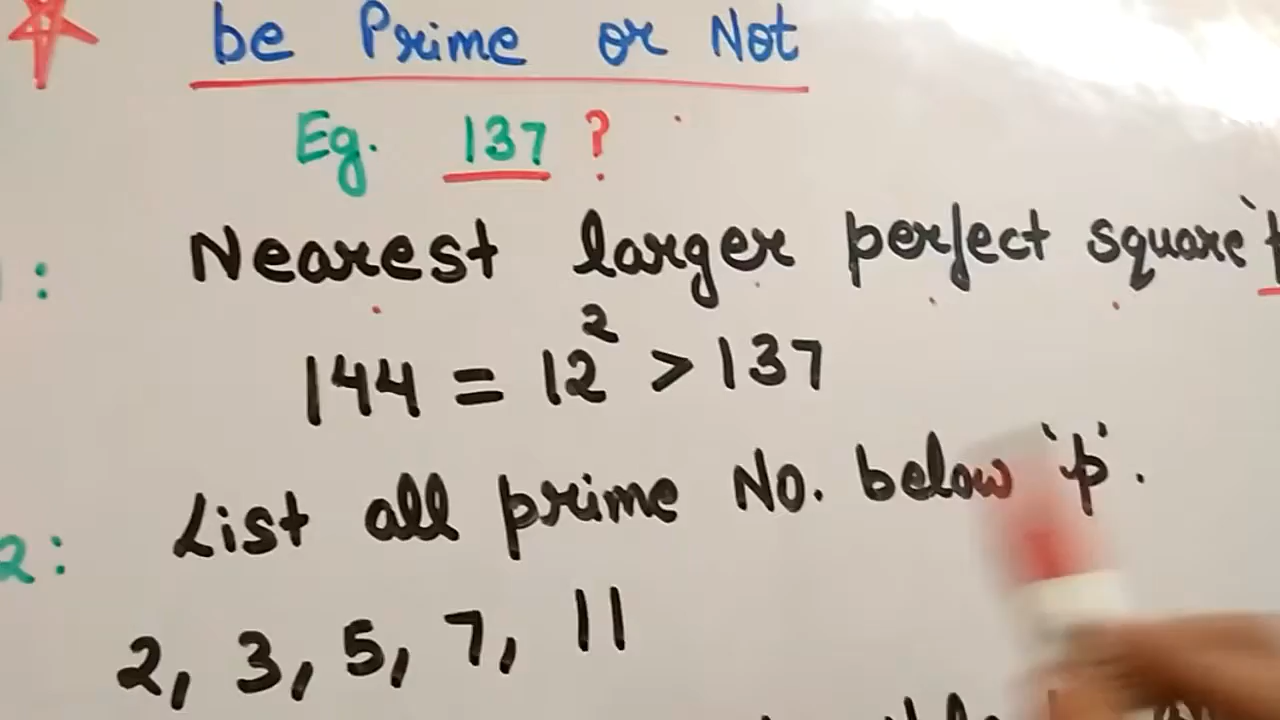 be Prime or Not
Eg. 137 ?
: Nearest larger perfect square 'p
144 = 12² > 137
2: List all prime No. below 'p'.
2, 3, 5, 7, 11